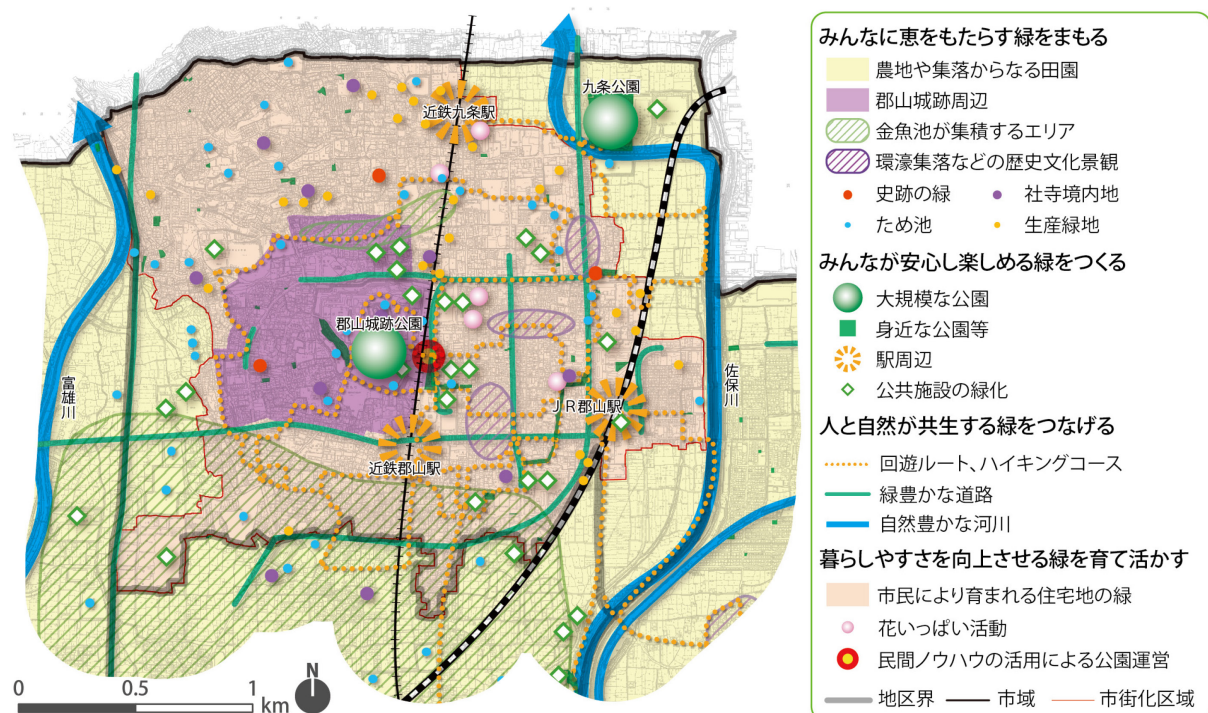 九条公園
近鉄九条駅
郡山城跡公園
富雄川
佐保川
JR郡山駅
近鉄郡山駅
0 0.5 1
km
N
みんなに恵をもたらす緑をまもる
農地や集落からなる田園
郡山城跡周辺
金魚池が集積するエリア
環濠集落などの歴史文化景観
史跡の緑 社寺境内地
ため池 生産緑地
みんなが安心し楽しめる緑をつくる
大規模な公園
身近な公園等
駅周辺
公共施設の緑化
人と自然が共生する緑をつなげる
回遊ルート、ハイキングコース
緑豊かな道路
自然豊かな河川
暮らしやすさを向上させる緑を育て活かす
市民により育まれる住宅地の緑
花いっぱい活動
民間ノウハウの活用による公園運営
地区界 市域 市街化区域